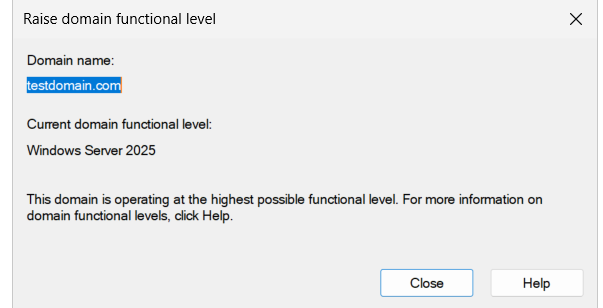 Raise domain functional level
Domain name:
testdomain.com
Current domain functional level:
Windows Server 2025
This domain is operating at the highest possible functional level. For more information on
domain functional levels, click Help.
Close
Help